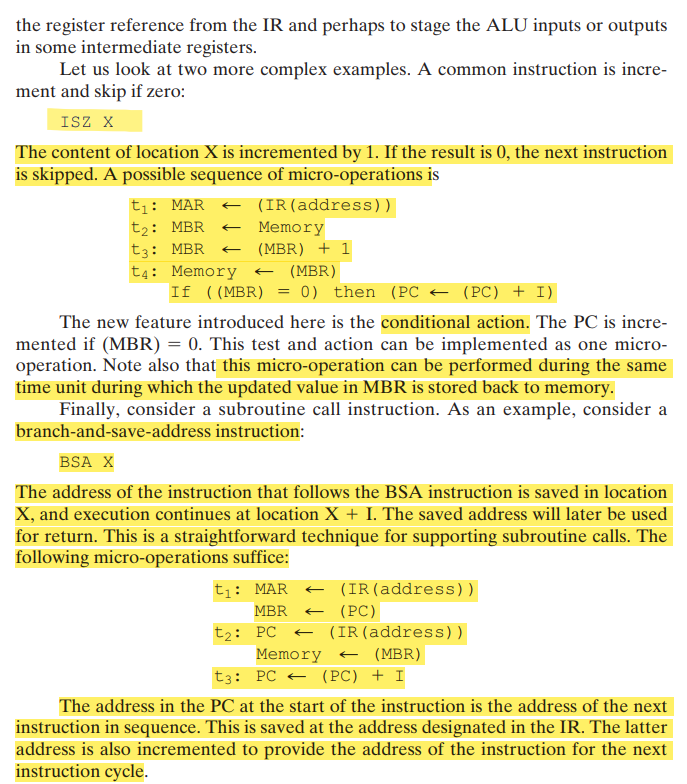 the register reference from the IR and perhaps to stage the ALU inputs or outputs
in some intermediate registers.
Let us look at two more complex examples. A common instruction is incre-
ment and skip if zero:
ISZ X
The content of location X is incremented by 1. If the result is 0, the next instruction
is skipped. A possible sequence of micro-operations is
t₁: MAR ← (IR(address))
t₂: MBR ← Memory
t₃: MBR ← (MBR) + 1
t₄: Memory ← (MBR)
If ((MBR) = 0) then (PC ← (PC) + I)
The new feature introduced here is the conditional action. The PC is incre-
mented if (MBR) = 0. This test and action can be implemented as one micro-
operation. Note also that this micro-operation can be performed during the same
time unit during which the updated value in MBR is stored back to memory.
Finally, consider a subroutine call instruction. As an example, consider a
branch-and-save-address instruction:
BSA X
The address of the instruction that follows the BSA instruction is saved in location
X, and execution continues at location X + I. The saved address will later be used
for return. This is a straightforward technique for supporting subroutine calls. The
following micro-operations suffice:
t₁: MAR ← (IR(address))
MBR ← (PC)
t₂: PC ← (IR(address))
Memory ← (MBR)
t₃: PC ← (PC) + I
The address in the PC at the start of the instruction is the address of the next
instruction in sequence. This is saved at the address designated in the IR. The latter
address is also incremented to provide the address of the instruction for the next
instruction cycle.